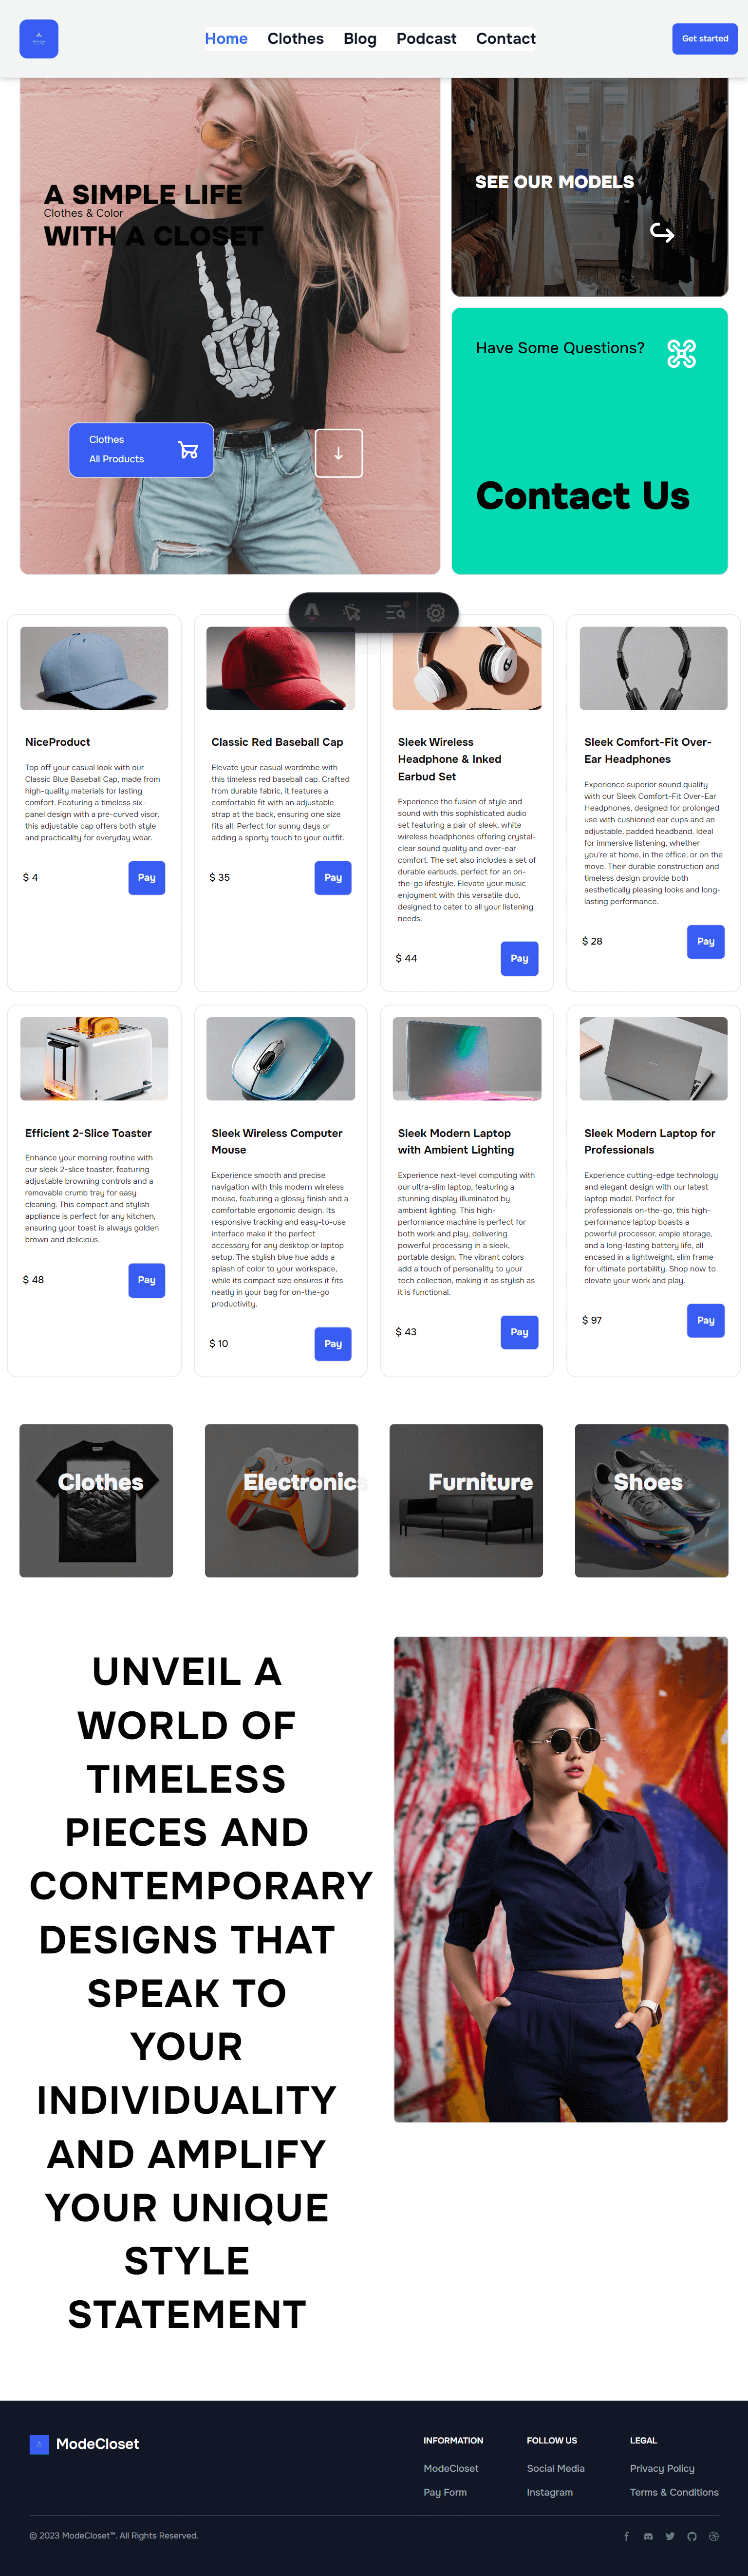 Home Clothes Blog Podcast Contact
Get started
A SIMPLE LIFE
Clothes & Color
WITH A CLOSET
Clothes
All Products
SEE OUR MODELS
Have Some Questions?
Contact Us
NiceProduct
Top off your casual look with our
Classic Blue Baseball Cap, made from
high-quality materials for lasting
comfort. Featuring a timeless six-
panel design with a pre-curved visor,
this adjustable cap offers both style
and practicality for everyday wear.
$ 4
Pay
Classic Red Baseball Cap
Elevate your casual wardrobe with
this timeless red baseball cap. Crafted
from durable fabric, it features a
comfortable fit with an adjustable
strap at the back, ensuring one size
fits all. Perfect for sunny days or
adding a sporty touch to your outfit.
$ 35
Pay
Sleek Wireless
Headphone & Inked
Earbud Set
Experience the fusion of style and
sound with this sophisticated audio
set featuring a pair of sleek, white
wireless headphones offering crystal-
clear sound quality and over-ear
comfort. The set also includes a set of
durable earbuds, perfect for an on-
the-go lifestyle. Elevate your music
enjoyment with this versatile duo,
designed to cater to all your listening
needs.
$ 44
Pay
Sleek Comfort-Fit Over-
Ear Headphones
Experience superior sound quality
with our Sleek Comfort-Fit Over-Ear
Headphones, designed for prolonged
use with cushioned ear cups and an
adjustable, padded headband. Ideal
for immersive listening, whether
you're at home, in the office, or on the
move. Their durable construction and
timeless design provide both
aesthetically pleasing looks and long-
lasting performance.
$ 28
Pay
Efficient 2-Slice Toaster
Enhance your morning routine with
our sleek 2-slice toaster, featuring
adjustable browning controls and a
removable crumb tray for easy
cleaning. This compact and stylish
appliance is perfect for any kitchen,
ensuring your toast is always golden
brown and delicious.
$ 48
Pay
Sleek Wireless Computer
Mouse
Experience smooth and precise
navigation with this modern wireless
mouse, featuring a glossy finish and a
comfortable ergonomic design. Its
responsive tracking and easy-to-use
interface make it the perfect
accessory for any desktop or laptop
setup. The stylish blue hue adds a
splash of color to your workspace,
while its compact size ensures it fits
neatly in your bag for on-the-go
productivity.
$ 10
Pay
Sleek Modern Laptop
with Ambient Lighting
Experience next-level computing with
our ultra-slim laptop, featuring a
stunning display illuminated by
ambient lighting. This high-
performance machine is perfect for
both work and play, delivering
powerful processing in a sleek,
portable design. The vibrant colors
add a touch of personality to your
tech collection, making it as stylish as
it is functional.
$ 43
Pay
Sleek Modern Laptop for
Professionals
Experience cutting-edge technology
and elegant design with our latest
laptop model. Perfect for
professionals on-the-go, this high-
performance laptop boasts a
powerful processor, ample storage,
and a long-lasting battery life, all
encased in a lightweight, slim frame
for ultimate portability. Shop now to
elevate your work and play.
$ 97
Pay
Clothes
Electronics
Furniture
Shoes
UNVEIL A
WORLD OF
TIMELESS
PIECES AND
CONTEMPORARY
DESIGNS THAT
SPEAK TO
YOUR
INDIVIDUALITY
AND AMPLIFY
YOUR UNIQUE
STYLE
STATEMENT
ModeCloset
INFORMATION
ModeCloset
Pay Form
FOLLOW US
Social Media
Instagram
LEGAL
Privacy Policy
Terms & Conditions
© 2023 ModeCloset™. All Rights Reserved.